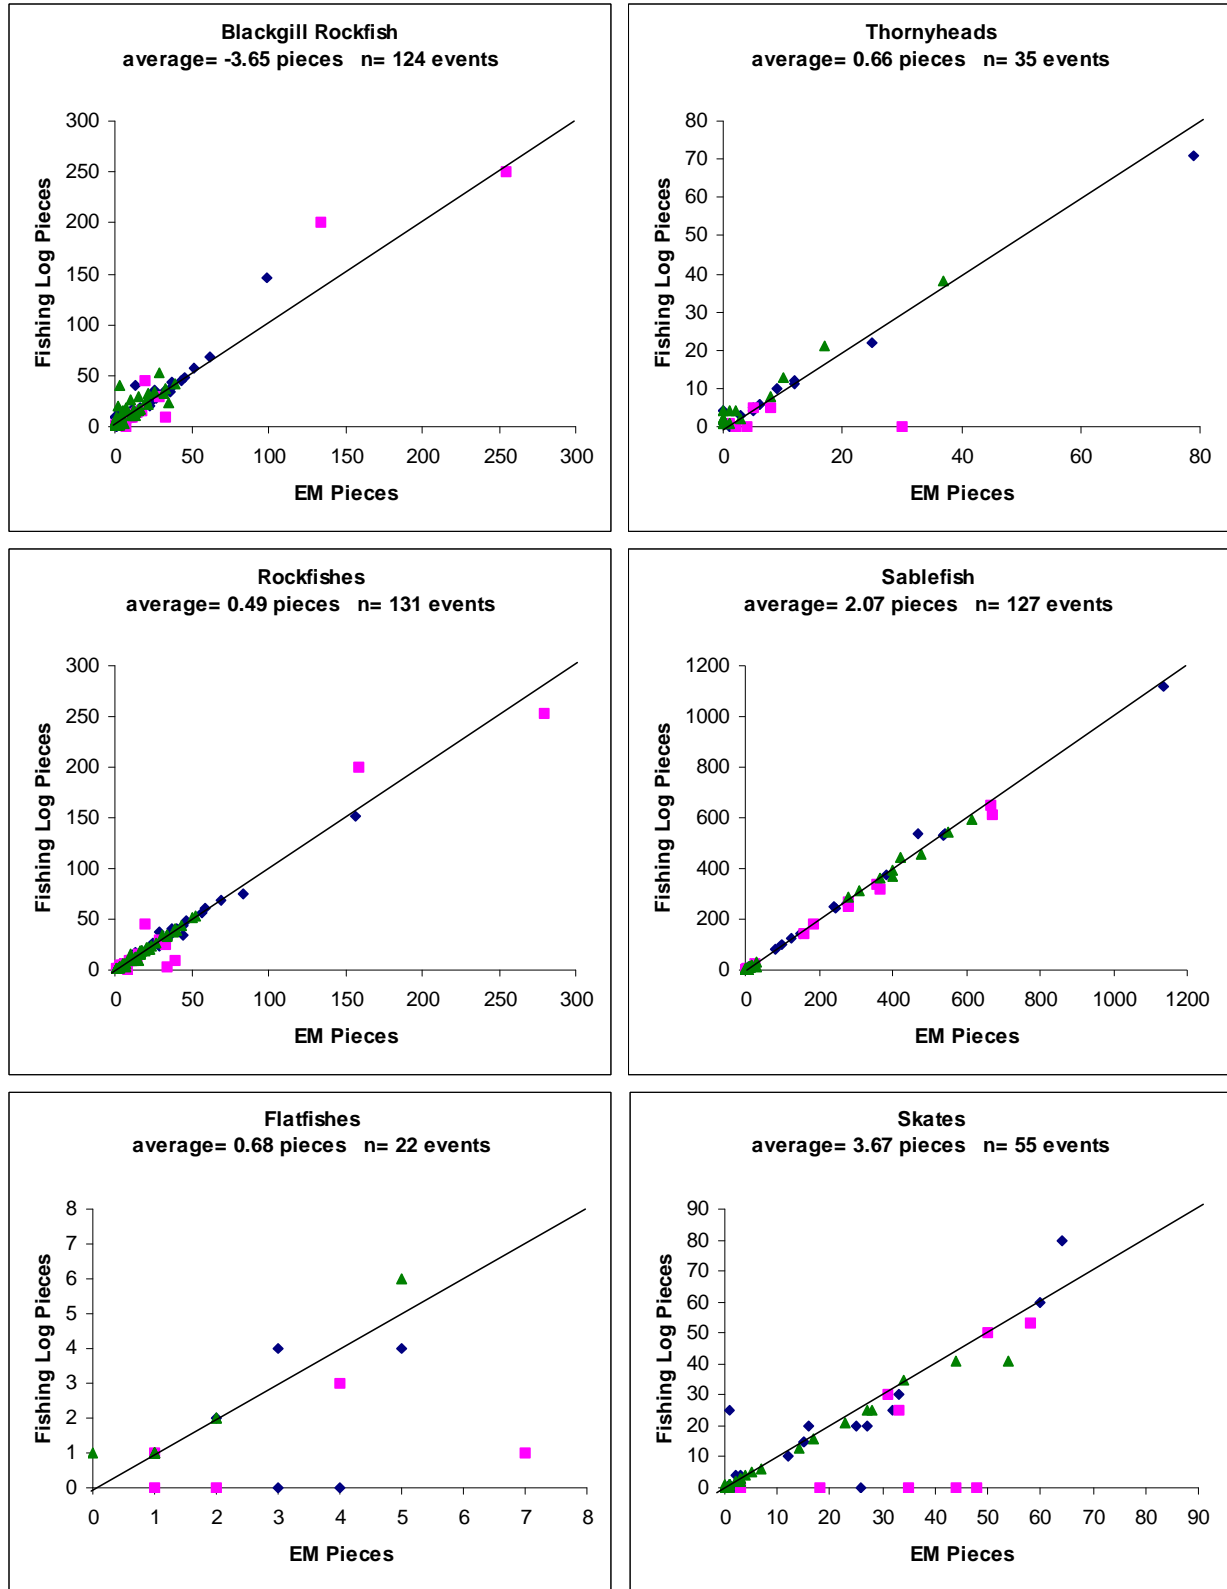 Blackgill Rockfish
average= -3.65 pieces n= 124 events
300
250
200
150
100
50
0
Fishing Log Pieces
0 50 100 150 200 250 300
EM Pieces
Thornyheads
average= 0.66 pieces n= 35 events
80
70
60
50
40
30
20
10
0
Fishing Log Pieces
0 20 40 60 80
EM Pieces
Rockfishes
average= 0.49 pieces n= 131 events
300
250
200
150
100
50
0
Fishing Log Pieces
0 50 100 150 200 250 300
EM Pieces
Sablefish
average= 2.07 pieces n= 127 events
1200
1000
800
600
400
200
0
Fishing Log Pieces
0 200 400 600 800 1000 1200
EM Pieces
Flatfishes
average= 0.68 pieces n= 22 events
8
7
6
5
4
3
2
1
0
Fishing Log Pieces
0 1 2 3 4 5 6 7 8
EM Pieces
Skates
average= 3.67 pieces n= 55 events
90
80
70
60
50
40
30
20
10
0
Fishing Log Pieces
0 10 20 30 40 50 60 70 80 90
EM Pieces